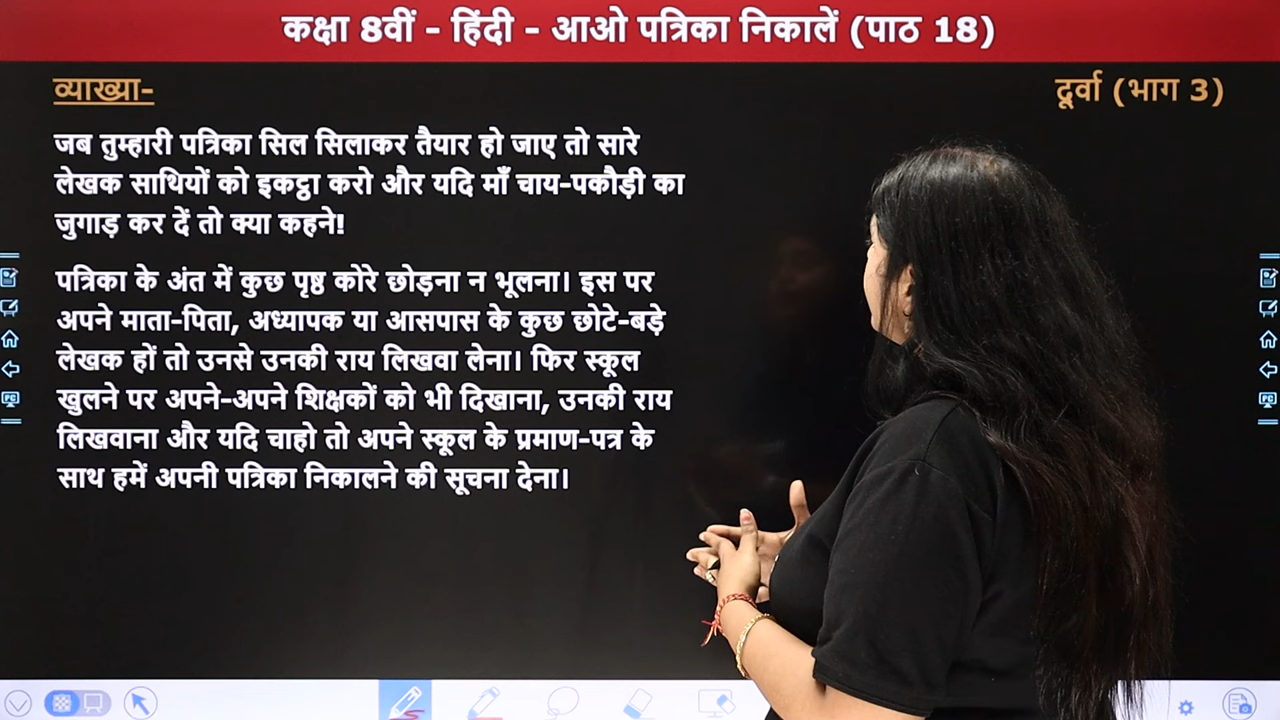 कक्षा 8वीं - हिंदी - आओ पत्रिका निकालें (पाठ 18)
व्याख्या-
दूर्वा (भाग 3)
जब तुम्हारी पत्रिका सिल सिलाकर तैयार हो जाए तो सारे
लेखक साथियों को इकट्ठा करो और यदि माँ चाय-पकौड़ी का
जुगाड़ कर दें तो क्या कहने!
पत्रिका के अंत में कुछ पृष्ठ कोरे छोड़ना न भूलना। इस पर
अपने माता-पिता, अध्यापक या आसपास के कुछ छोटे-बड़े
लेखक हों तो उनसे उनकी राय लिखवा लेना। फिर स्कूल
खुलने पर अपने-अपने शिक्षकों को भी दिखाना, उनकी राय
लिखवाना और यदि चाहो तो अपने स्कूल के प्रमाण-पत्र के
साथ हमें अपनी पत्रिका निकालने की सूचना देना।